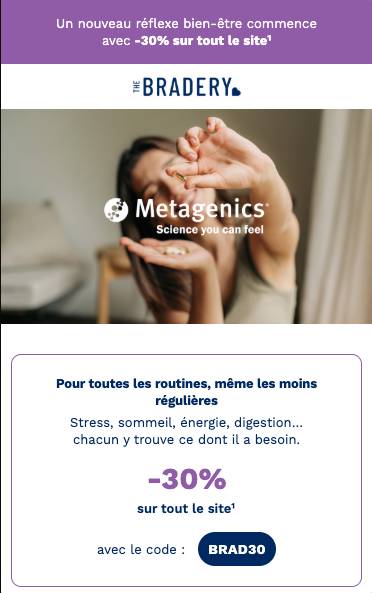 Un nouveau réflexe bien-être commence
avec -30% sur tout le site¹
THE BRADERY
Metagenics®
Science you can feel
Pour toutes les routines, même les moins
régulières
Stress, sommeil, énergie, digestion...
chacun y trouve ce dont il a besoin.
-30%
sur tout le site¹
avec le code : BRAD30